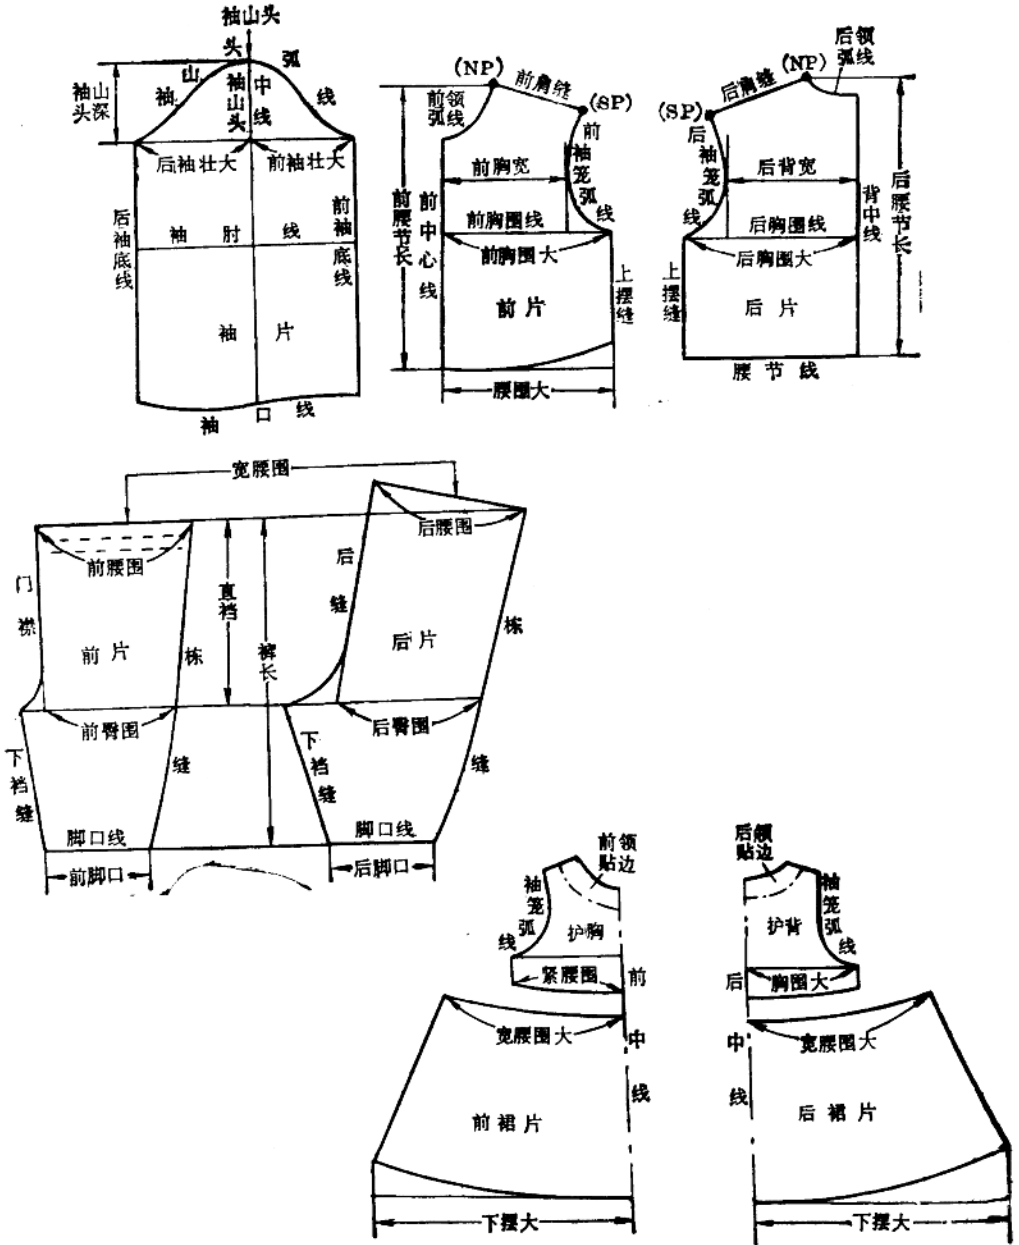 袖山头
袖山头弧线
袖山头深
袖山头中线
后袖壮大
前袖壮大
后袖底线
前袖底线
袖肘线
袖片
袖口线
(NP)
前肩缝
(SP)
前领弧线
前袖笼弧线
前胸宽
前腰节长
前中心线
前胸围线
前胸围大
上摆缝
前片
腰围大
后领弧线
(NP)
后肩缝
(SP)
后袖笼弧线
后背宽
背中线
后腰节长
后胸围线
后胸围大
上摆缝
后片
腰节线
宽腰围
前腰围
门襟
前片
栋缝
直裆
裤长
前臀围
下裆缝
脚口线
前脚口
后腰围
后缝
后片
栋缝
后臀围
下裆缝
脚口线
后脚口
前领贴边
袖笼弧线
护胸
紧腰围
前中线
宽腰围大
前裙片
下摆大
后领贴边
袖笼弧线
护背
胸围大
后中线
宽腰围大
后裙片
下摆大